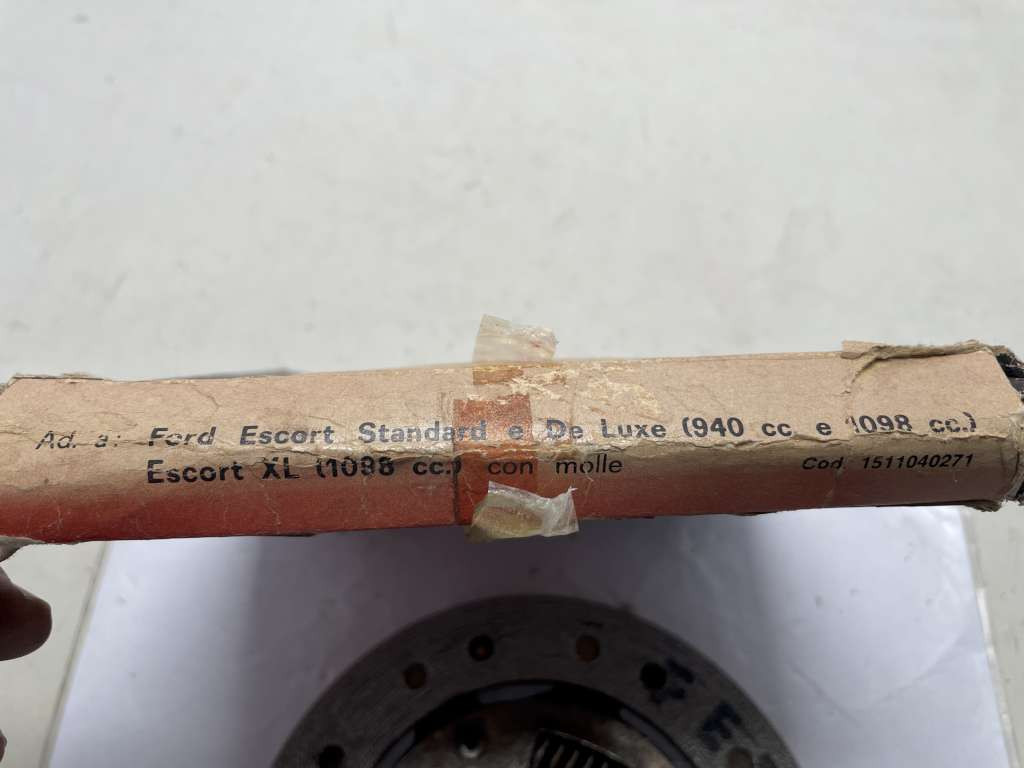 Ad. a: Ford Escort Standard e De Luxe (940 cc. e 1098 cc.)
Escort XL (1098 cc.) con molle
Cod. 1511040271